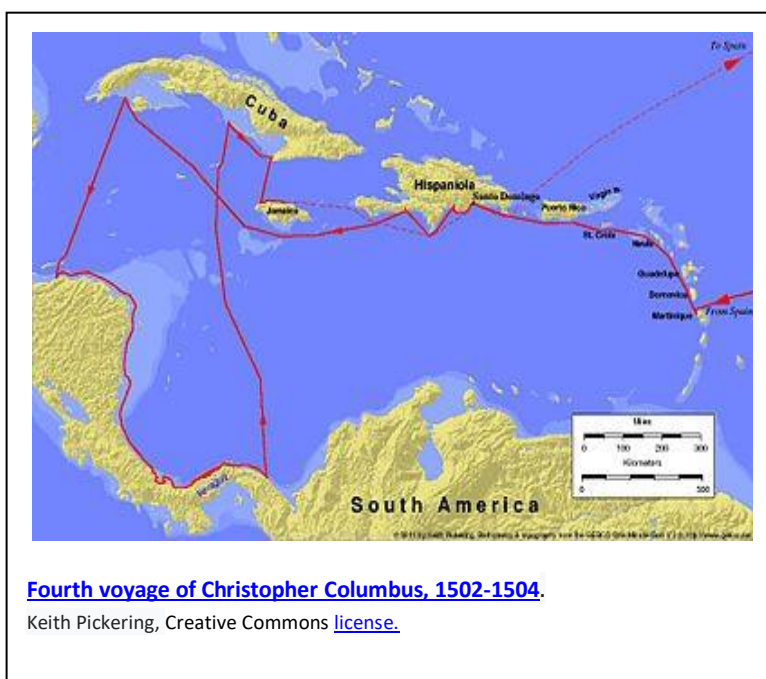 To Spain
Cuba
Hispaniola
Santo Domingo
Virgin Is.
Jamaica
Puerto Rico
St. Croix
Nevis
Guadalupe
Dominica
Martinique
From Spain
Miles
0 100 200 300
Kilometers
0 300
Veragua
South America
Fourth voyage of Christopher Columbus, 1502-1504.
Keith Pickering, Creative Commons license.